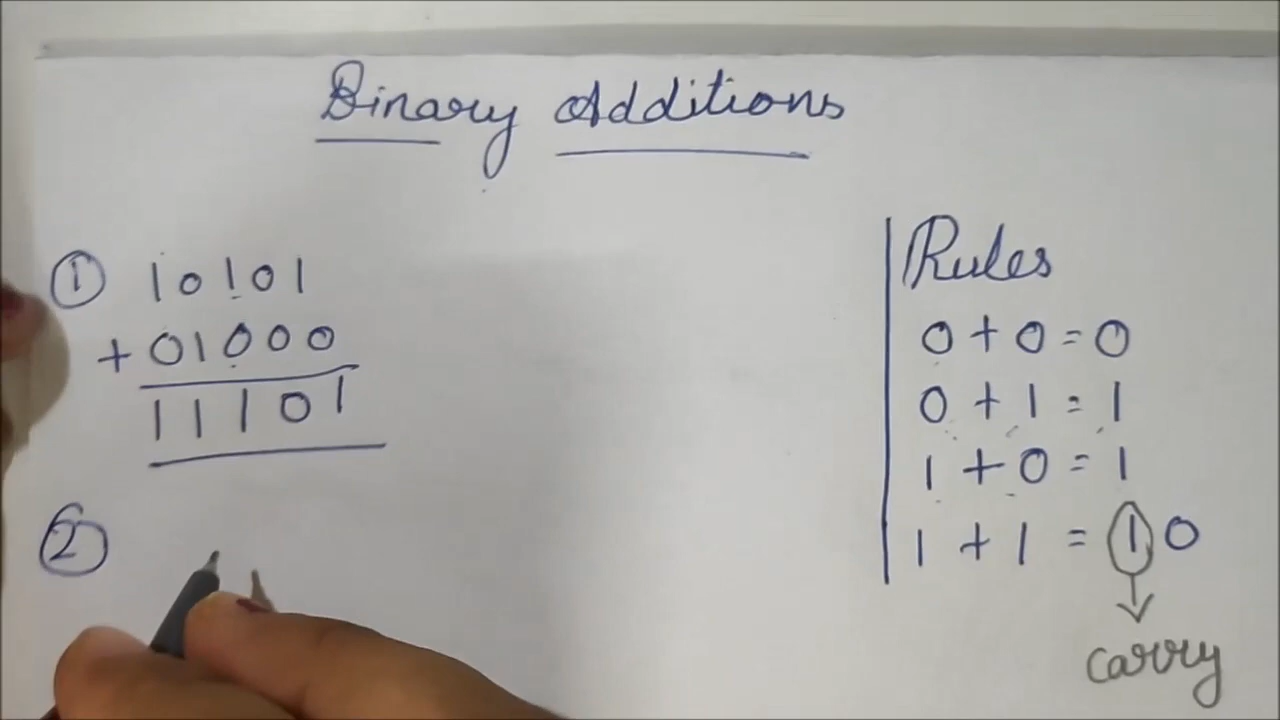 Binary Additions
① 10101
+ 01000
11101
②
Rules
0 + 0 = 0
0 + 1 = 1
1 + 0 = 1
1 + 1 = 10
carry